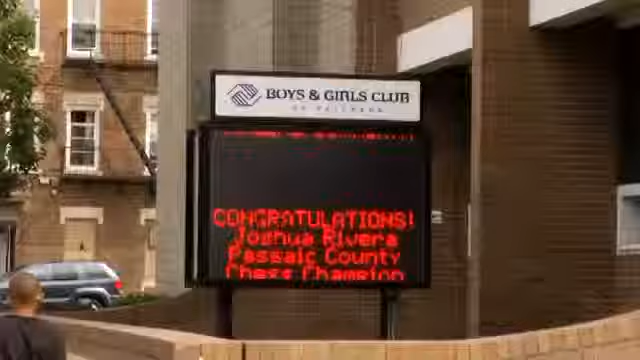 BOYS & GIRLS CLUB
CONGRATULATIONS!
Joshua Rivera
Passaic County
Chess Champion